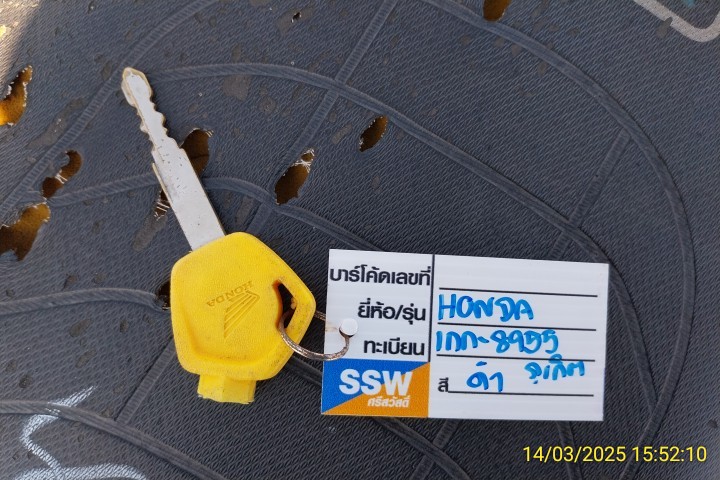 HONDA
บาร์โค้ดเลขที่
ยี่ห้อ/รุ่น HONDA
ทะเบียน 1กก-8955
สี ดำ ภูเก็ต
SSW
ศรีสวัสดิ์
14/03/2025 15:52:10